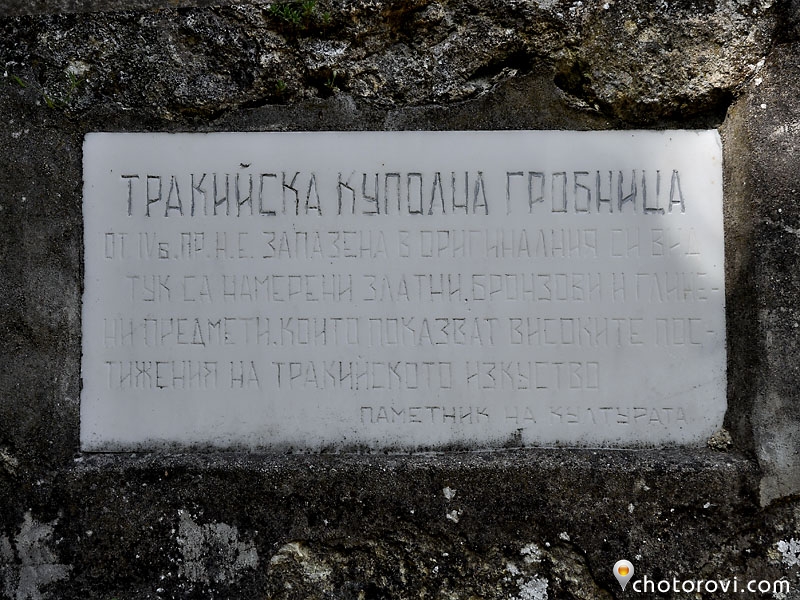 ТРАКИЙСКА КУПОЛНА ГРОБНИЦА
ОТ IV в. ПР. Н. Е. ЗАПАЗЕНА В ОРИГИНАЛНИЯ СИ ВИД
ТУК СА НАМЕРЕНИ ЗЛАТНИ, БРОНЗОВИ И ГЛИНЕ-
НИ ПРЕДМЕТИ, КОИТО ПОКАЗВАТ ВИСОКИТЕ ПОС-
ТИЖЕНИЯ НА ТРАКИЙСКОТО ИЗКУСТВО
ПАМЕТНИК НА КУЛТУРАТА
chotorovi.com